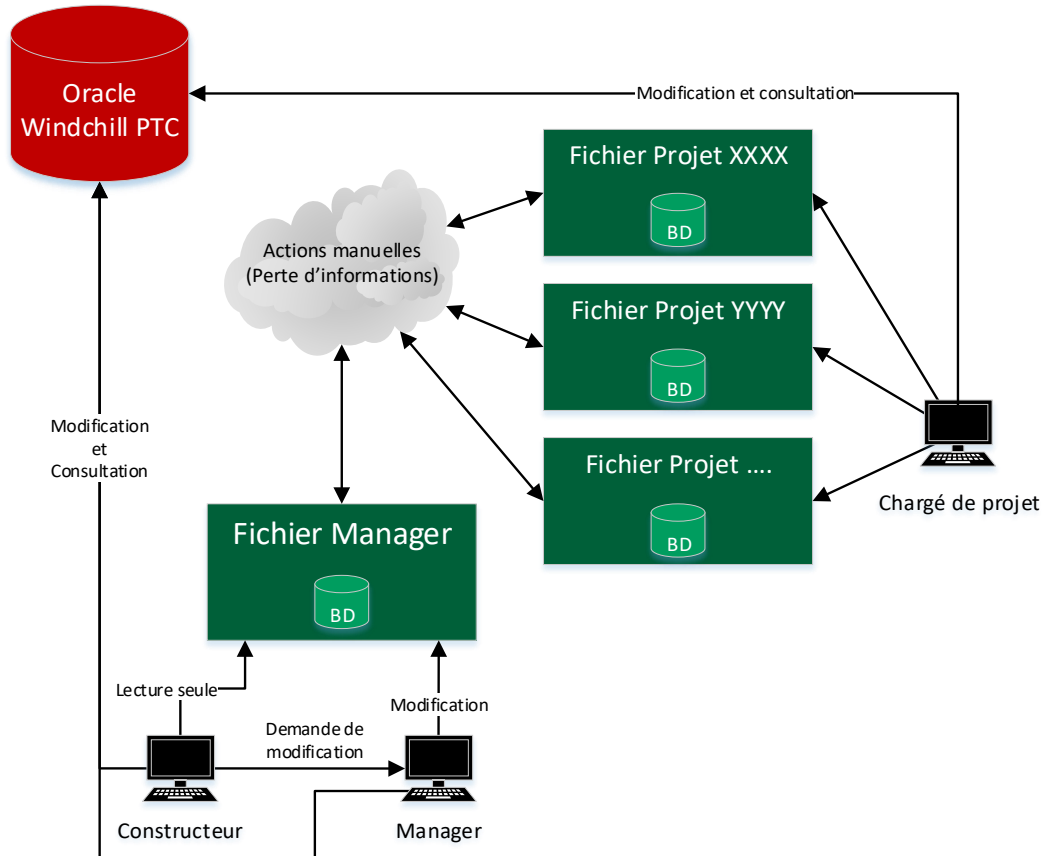 Oracle
Windchill PTC
Modification et consultation
Fichier Projet XXXX
BD
Actions manuelles
(Perte d’informations)
Fichier Projet YYYY
BD
Modification
et
Consultation
Fichier Projet ....
BD
Chargé de projet
Fichier Manager
BD
Lecture seule
Modification
Demande de
modification
Constructeur
Manager